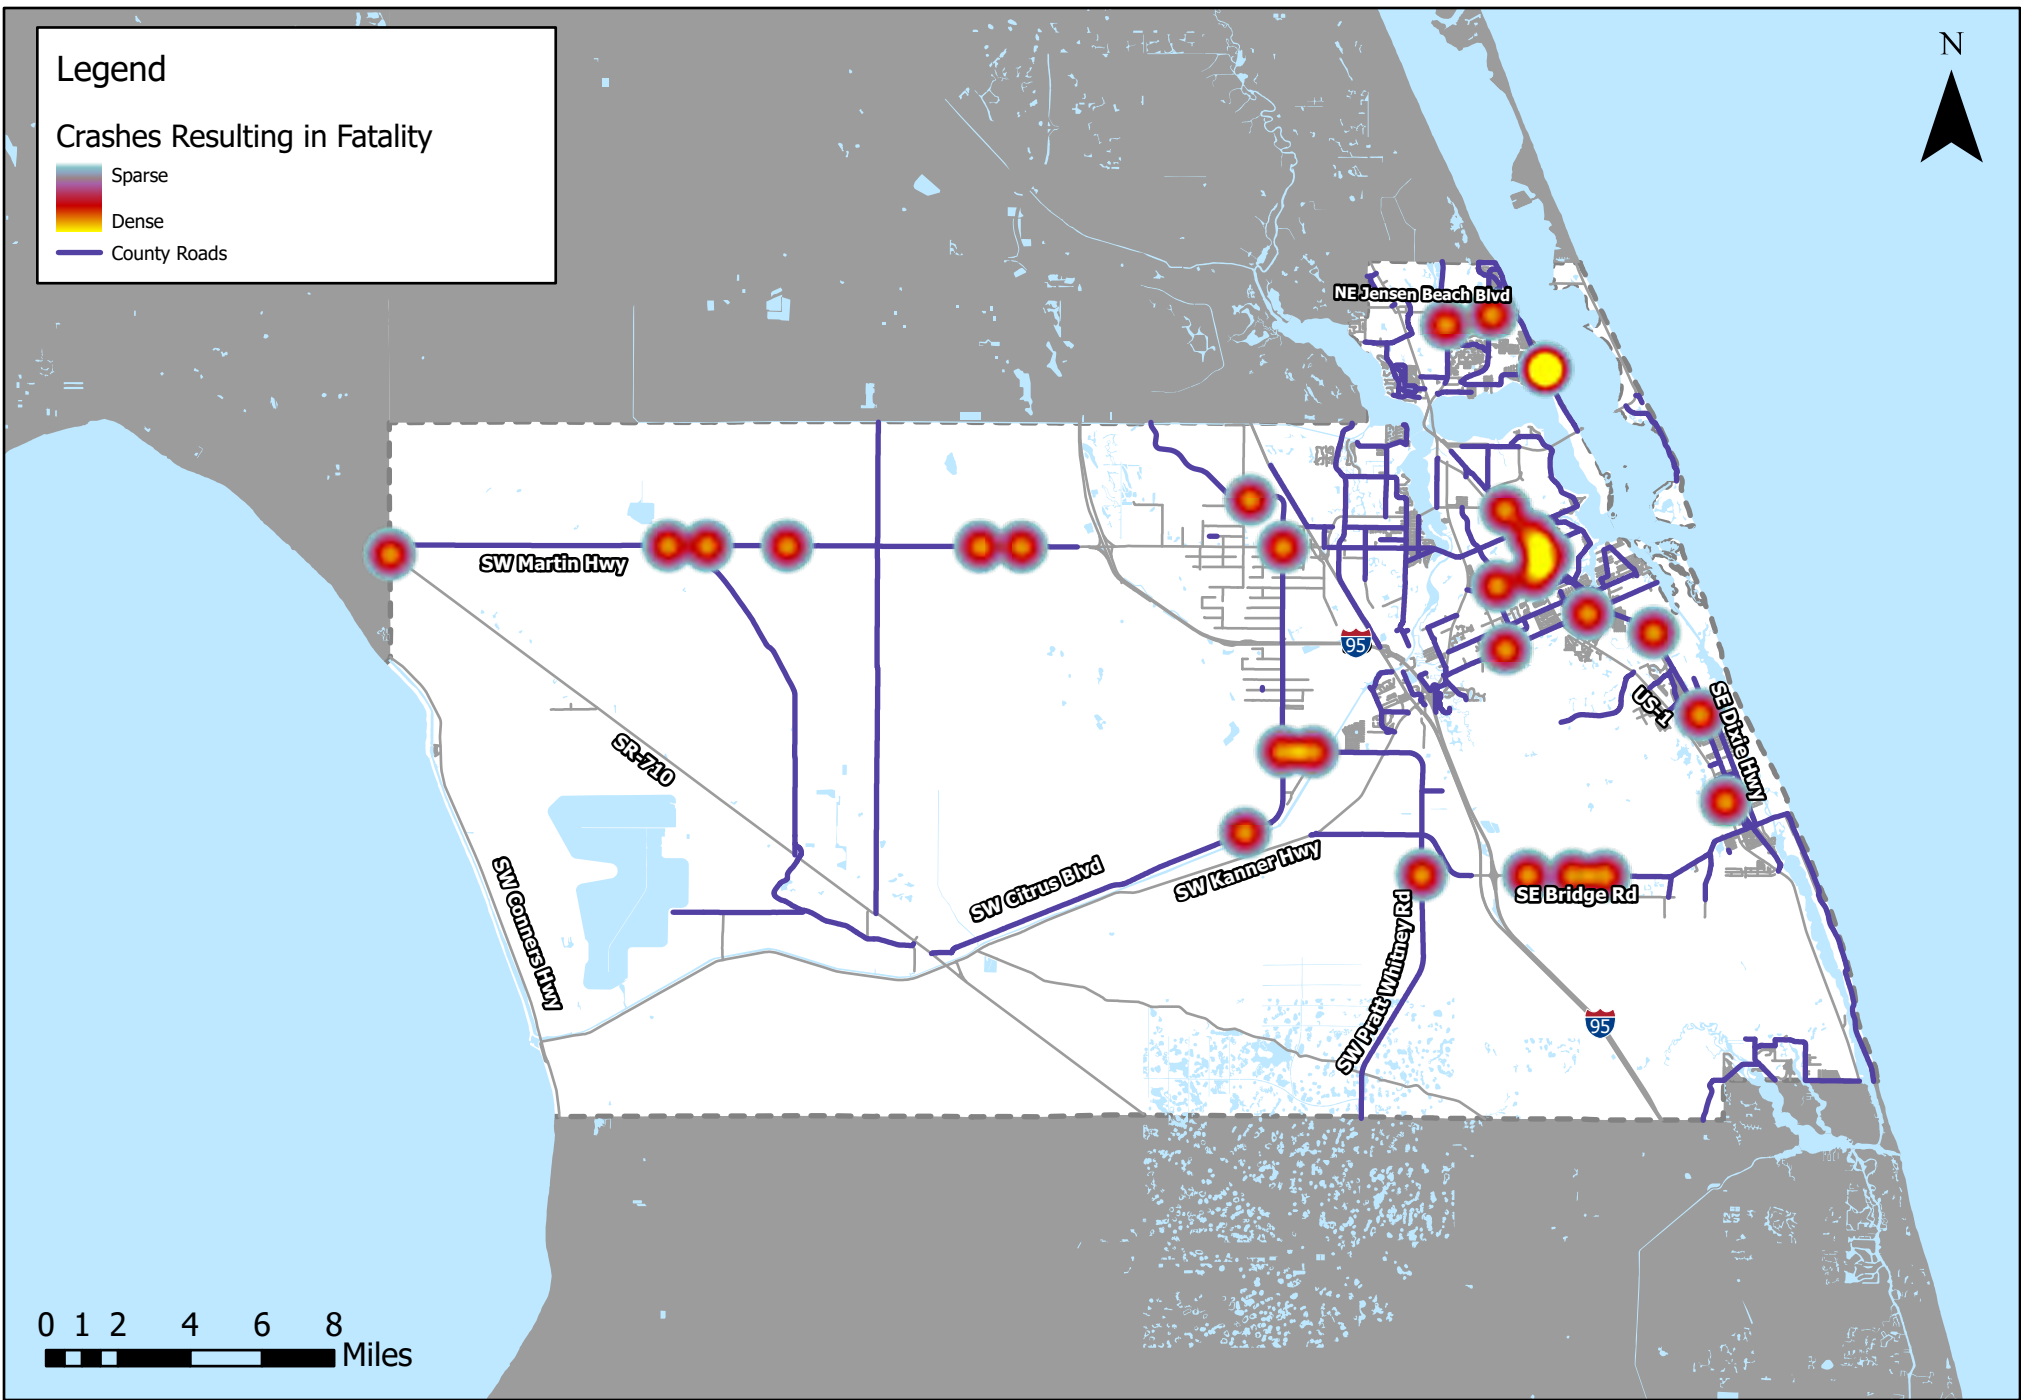 Legend
Crashes Resulting in Fatality
Sparse
Dense
County Roads
N
NE Jensen Beach Blvd
SW Martin Hwy
95
SR-710
US-1
SE Dixie Hwy
SW Conners Hwy
SW Citrus Blvd
SW Kanner Hwy
SE Bridge Rd
SW Pratt Whitney Rd
95
0 1 2 4 6 8
Miles